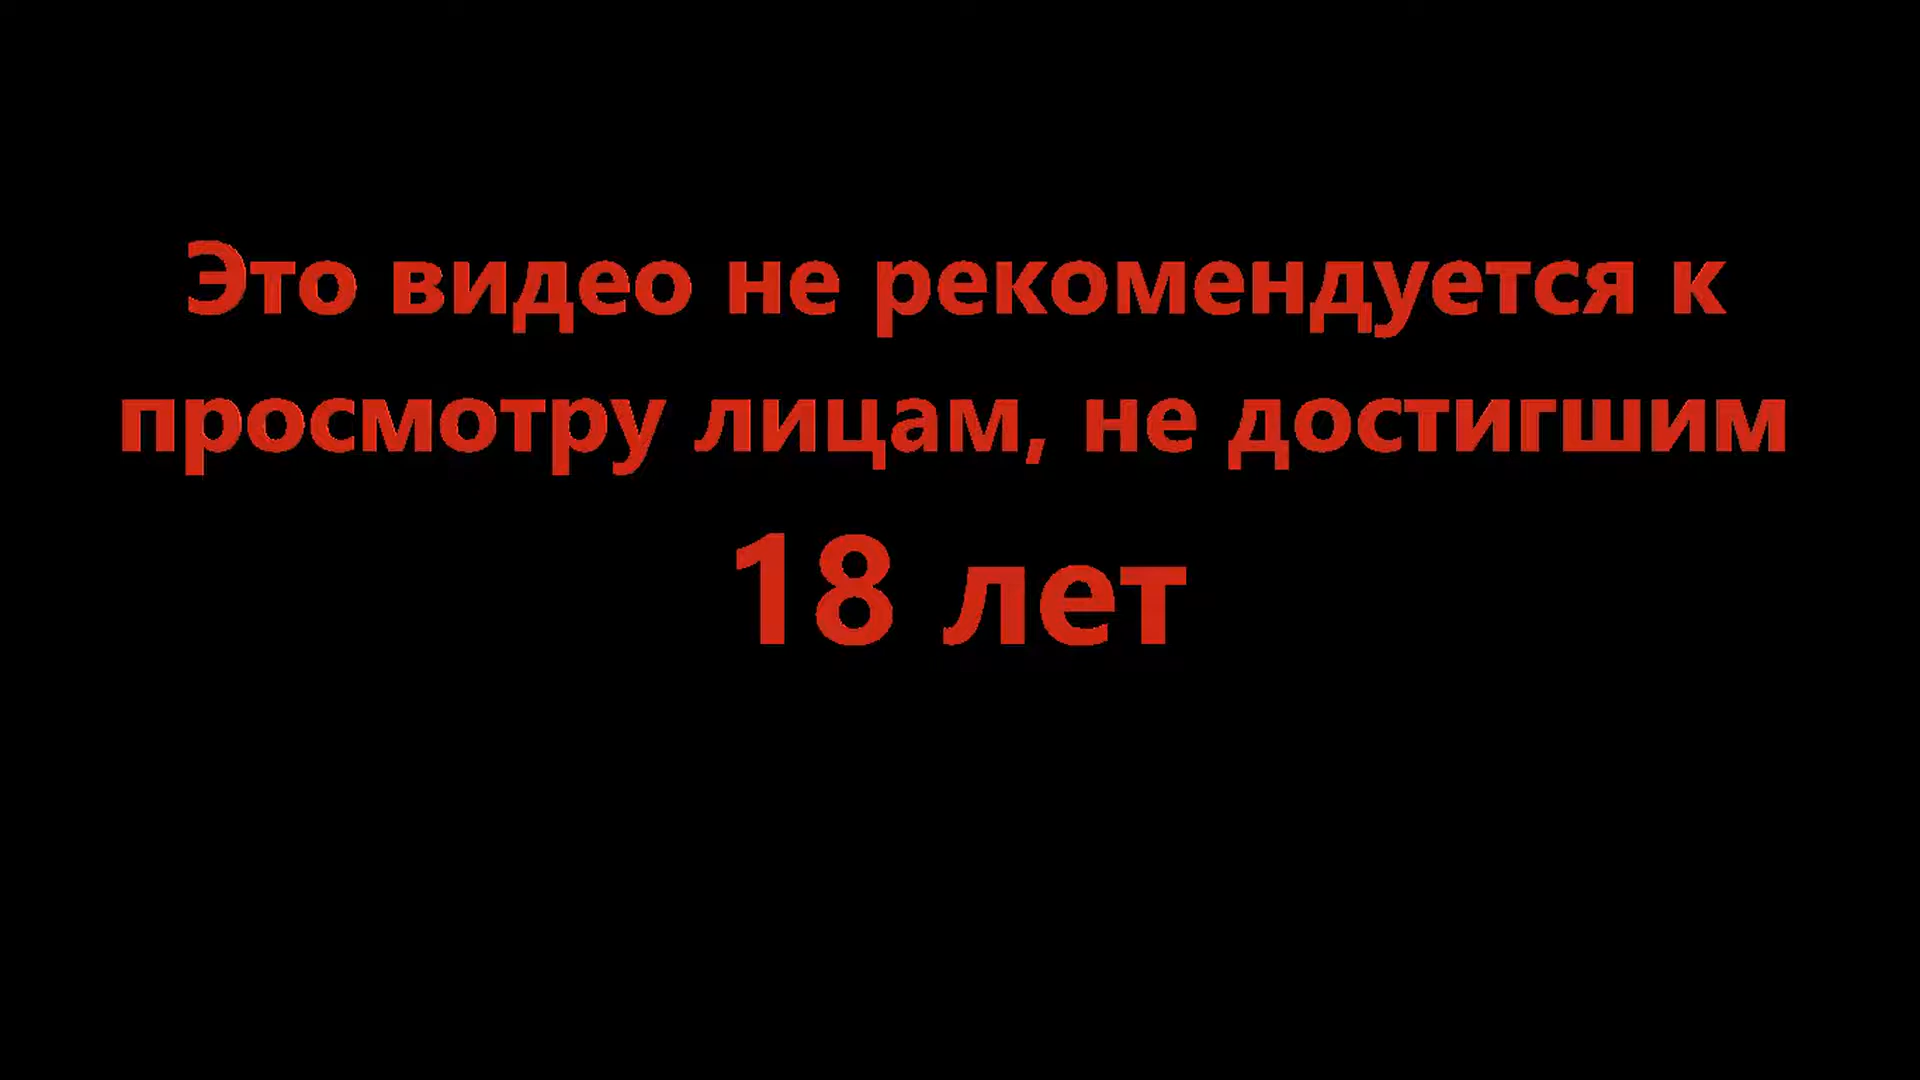 Это видео не рекомендуется к
просмотру лицам, не достигшим
18 лет